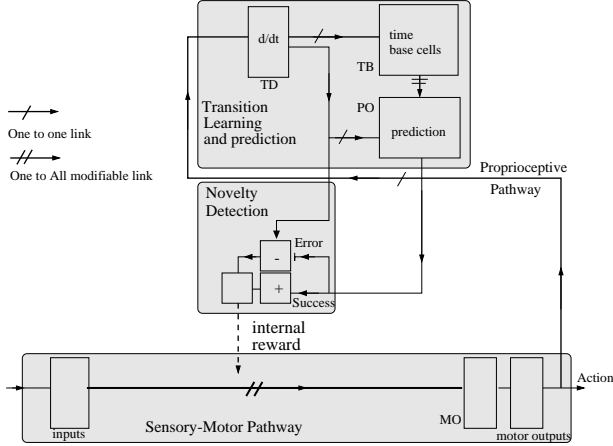 d/dt
TD
time
base cells
TB
PO
prediction
Transition
Learning
and prediction
One to one link
One to All modifiable link
Proprioceptive
Pathway
Novelty
Detection
Error
-
+
Success
internal
reward
inputs
Sensory-Motor Pathway
MO
motor outputs
Action